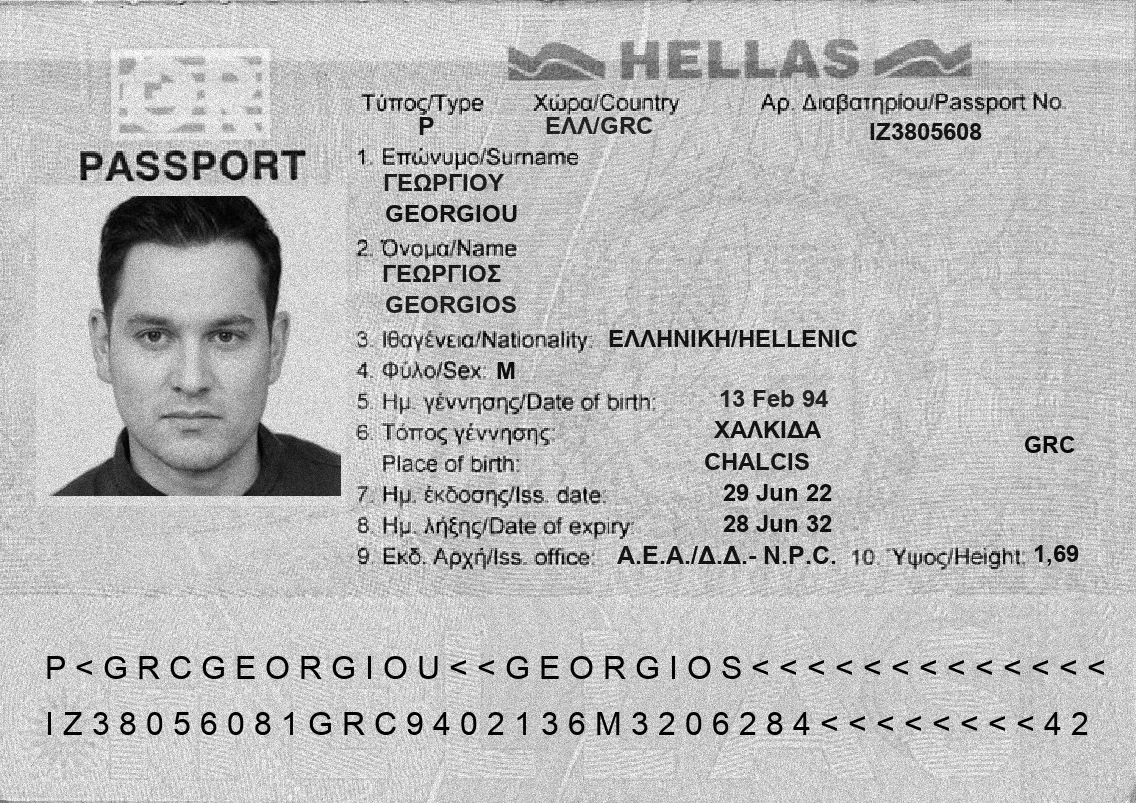 GR
HELLAS
Τύπος/Type Χώρα/Country Αρ. Διαβατηρίου/Passport No.
P ΕΛΛ/GRC IZ3805608
PASSPORT
1. Επώνυμο/Surname
ΓΕΩΡΓΙΟΥ
GEORGIOU
2. Όνομα/Name
ΓΕΩΡΓΙΟΣ
GEORGIOS
3. Ιθαγένεια/Nationality: ΕΛΛΗΝΙΚΗ/HELLENIC
4. Φύλο/Sex: M
5. Ημ. γέννησης/Date of birth: 13 Feb 94
6. Τόπος γέννησης: ΧΑΛΚΙΔΑ
GRC
Place of birth: CHALCIS
7. Ημ. έκδοσης/Iss. date: 29 Jun 22
8. Ημ. λήξης/Date of expiry: 28 Jun 32
9 Εκδ. Αρχή/Iss. office: Α.Ε.Α./Δ.Δ.- N.P.C. 10. Ύψος/Height: 1,69
P<GRCGEORGIOU<<GEORGIOS<<<<<<<<<<<<<
IZ38056081GRC9402136M3206284<<<<<<<<42